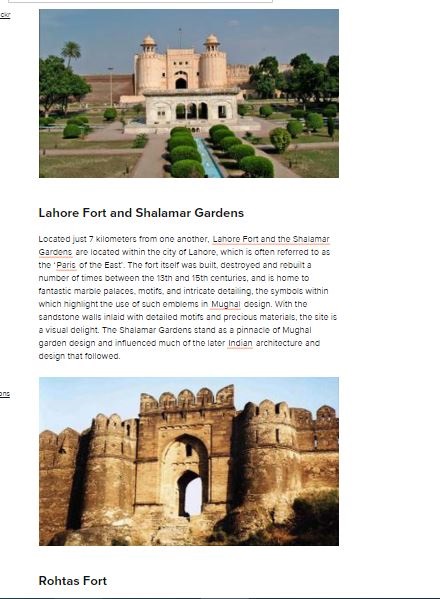 ckr
Lahore Fort and Shalamar Gardens
Located just 7 kilometers from one another, Lahore Fort and the Shalamar
Gardens are located within the city of Lahore, which is often referred to as
the 'Paris of the East'. The fort itself was built, destroyed and rebuilt a
number of times between the 13th and 15th centuries, and is home to
fantastic marble palaces, motifs, and intricate detailing, the symbols within
which highlight the use of such emblems in Mughal design. With the
sandstone walls inlaid with detailed motifs and precious materials, the site is
a visual delight. The Shalamar Gardens stand as a pinnacle of Mughal
garden design and influenced much of the later Indian architecture and
design that followed.
ons
Rohtas Fort